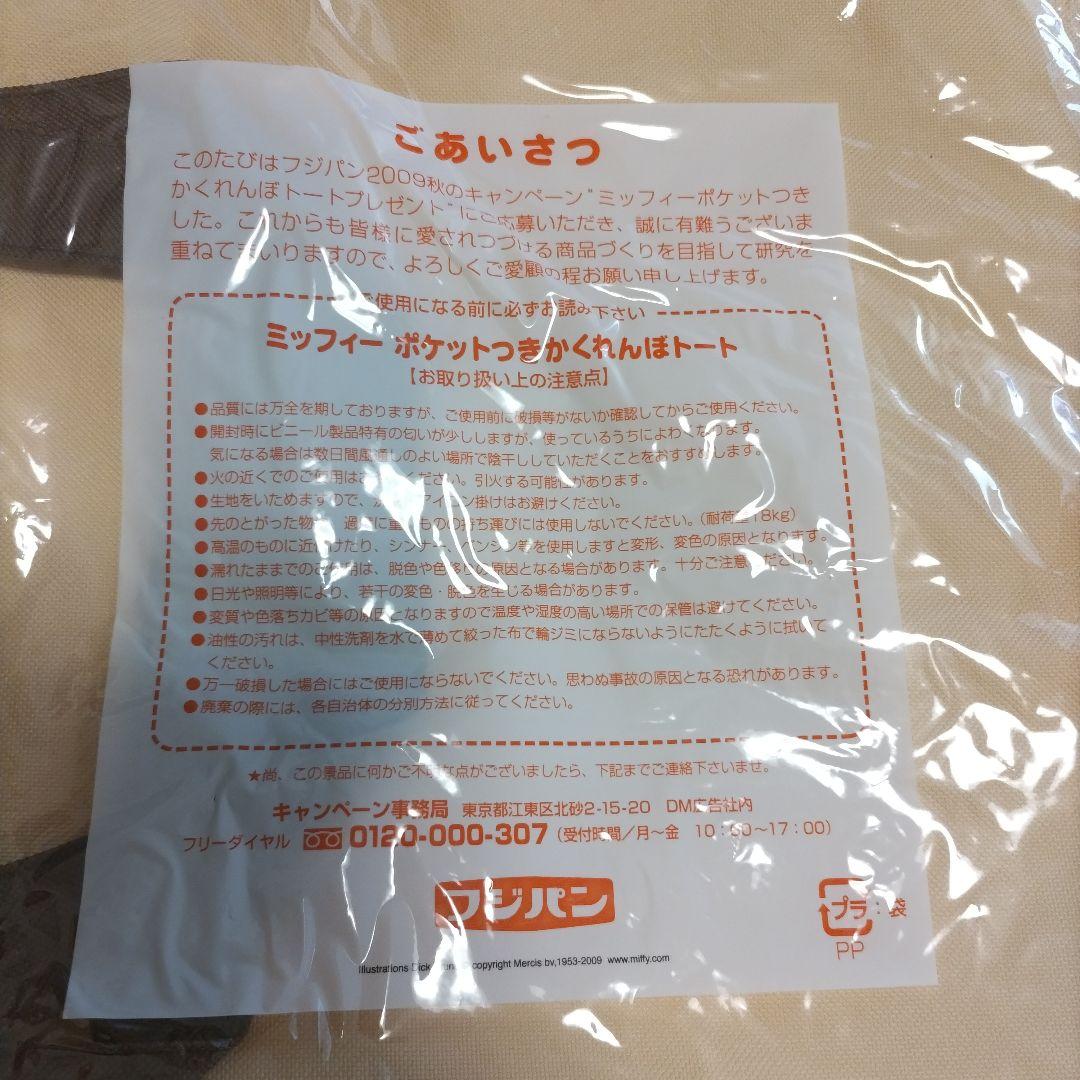 ごあいさつ
このたびはフジパン2009秋のキャンペーン"ミッフィーポケットつき
かくれんぼトートプレゼント"にご応募いただき、誠に有難うございま
した。これからも皆様に愛されつづける商品づくりを目指して研究を
重ねてまいりますので、よろしくご愛顧の程お願い申し上げます。
ご使用になる前に必ずお読み下さい
ミッフィー ポケットつきかくれんぼトート
【お取り扱い上の注意点】
●品質には万全を期しておりますが、ご使用前に破損等がないか確認してからご使用ください。
●開封時にビニール製品特有の匂いが少ししますが、使っているうちによわくなります。
気になる場合は数日間風通しのよい場所で陰干ししていただくことをおすすめします。
●火の近くでのご使用はお ください。引火する可能性があります。
●生地をいためますので、 アイロン掛けはお避けください。
●先のとがった物や、過度に重いものの持ち運びには使用しないでください。(耐荷重18kg)
●高温のものに近付けたり、シンナー、ベンジン等を使用しますと変形、変色の原因となります。
●濡れたままでのご使用は、脱色や色移りの原因となる場合があります。十分ご注意ください。
●日光や照明等により、若干の変色・脱色を生じる場合があります。
●変質や色落ちカビ等の原因となりますので温度や湿度の高い場所での保管は避けてください。
●油性の汚れは、中性洗剤を水で薄めて絞った布で輪ジミにならないようにたたくように拭いて
ください。
●万一破損した場合にはご使用にならないでください。思わぬ事故の原因となる恐れがあります。
●廃棄の際には、各自治体の分別方法に従ってください。
★尚、この景品に何かご不明な点がございましたら、下記までご連絡下さいませ。
キャンペーン事務局 東京都江東区北砂2-15-20 DM広告社内
フリーダイヤル 0120-000-307 (受付時間/月～金 10:00～17:00)
フジパン
プラ:袋
PP
Illustrations Dick Bruna © copyright Mercis bv,1953-2009 www.miffy.com